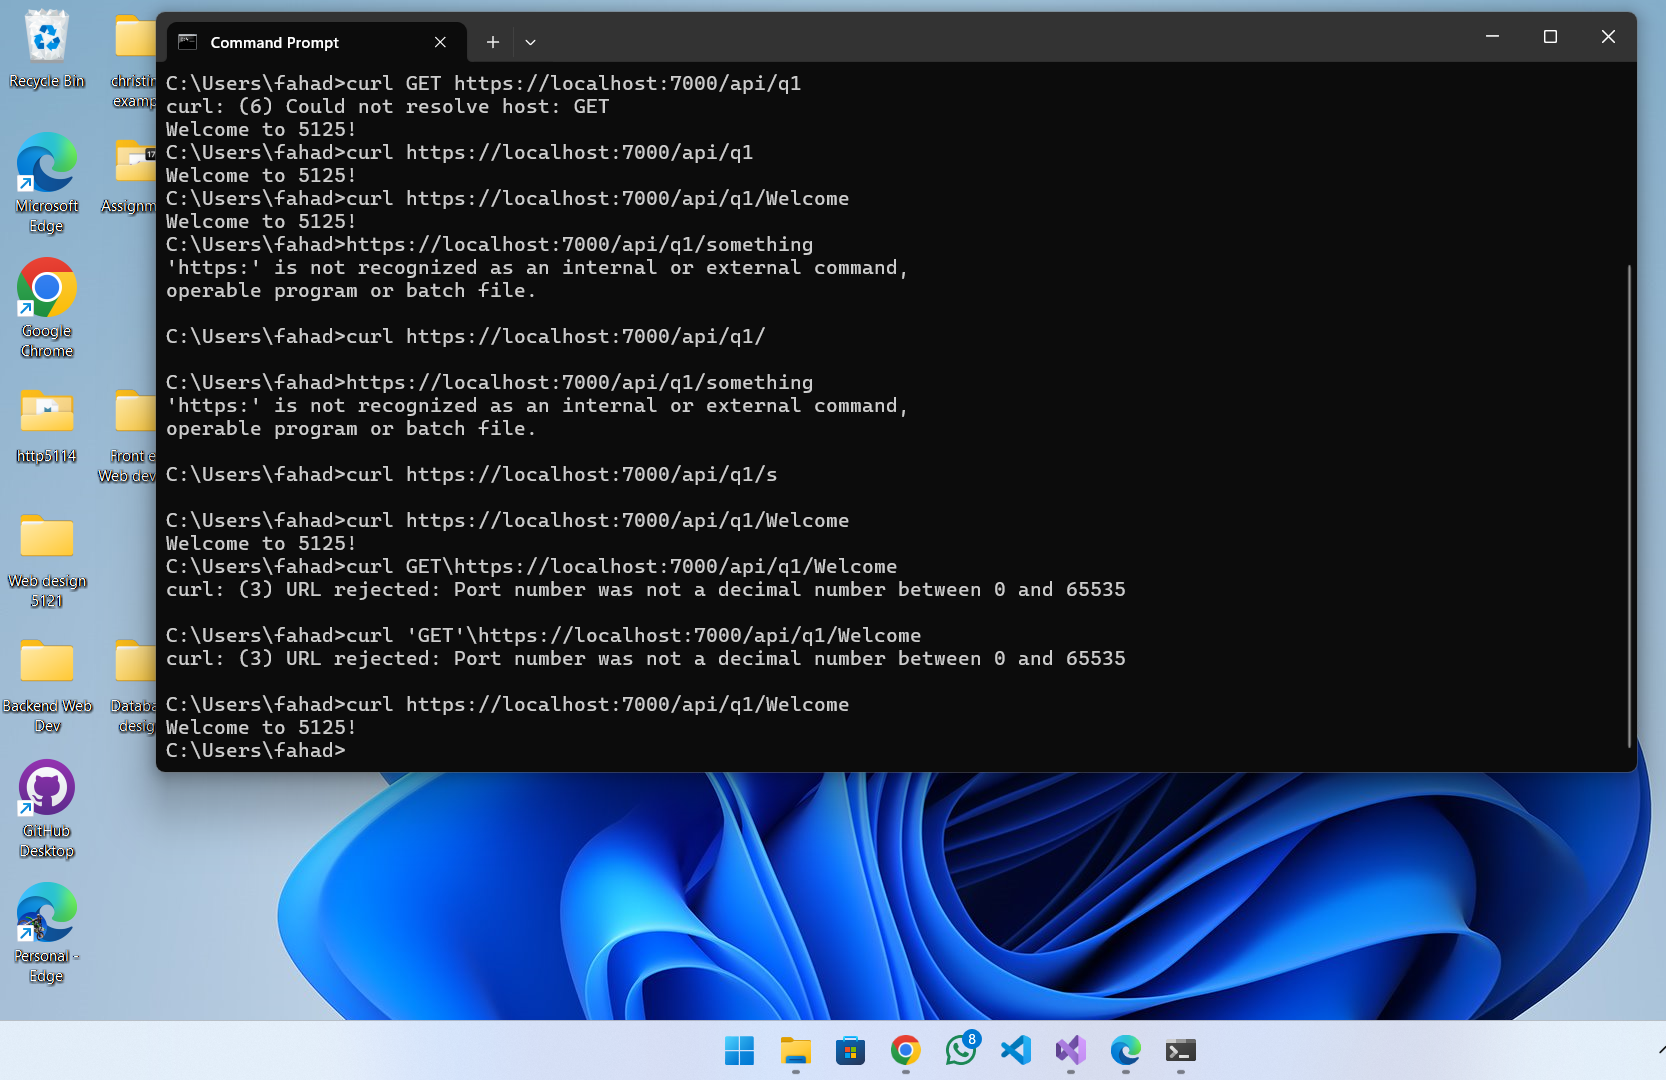 Command Prompt
C:\Users\fahad>curl GET https://localhost:7000/api/q1
curl: (6) Could not resolve host: GET
Welcome to 5125!
C:\Users\fahad>curl https://localhost:7000/api/q1
Welcome to 5125!
C:\Users\fahad>curl https://localhost:7000/api/q1/Welcome
Welcome to 5125!
C:\Users\fahad>https://localhost:7000/api/q1/something
'https:' is not recognized as an internal or external command,
operable program or batch file.
C:\Users\fahad>curl https://localhost:7000/api/q1/
C:\Users\fahad>https://localhost:7000/api/q1/something
'https:' is not recognized as an internal or external command,
operable program or batch file.
C:\Users\fahad>curl https://localhost:7000/api/q1/s
C:\Users\fahad>curl https://localhost:7000/api/q1/Welcome
Welcome to 5125!
C:\Users\fahad>curl GET\https://localhost:7000/api/q1/Welcome
curl: (3) URL rejected: Port number was not a decimal number between 0 and 65535
C:\Users\fahad>curl 'GET'\https://localhost:7000/api/q1/Welcome
curl: (3) URL rejected: Port number was not a decimal number between 0 and 65535
C:\Users\fahad>curl https://localhost:7000/api/q1/Welcome
Welcome to 5125!
C:\Users\fahad>
Recycle Bin
christin
examp
Microsoft
Edge
17
Assignm
Google
Chrome
http5114
Front e
Web dev
Web design
5121
Backend Web
Dev
Databa
desig
GitHub
Desktop
Personal -
Edge
8